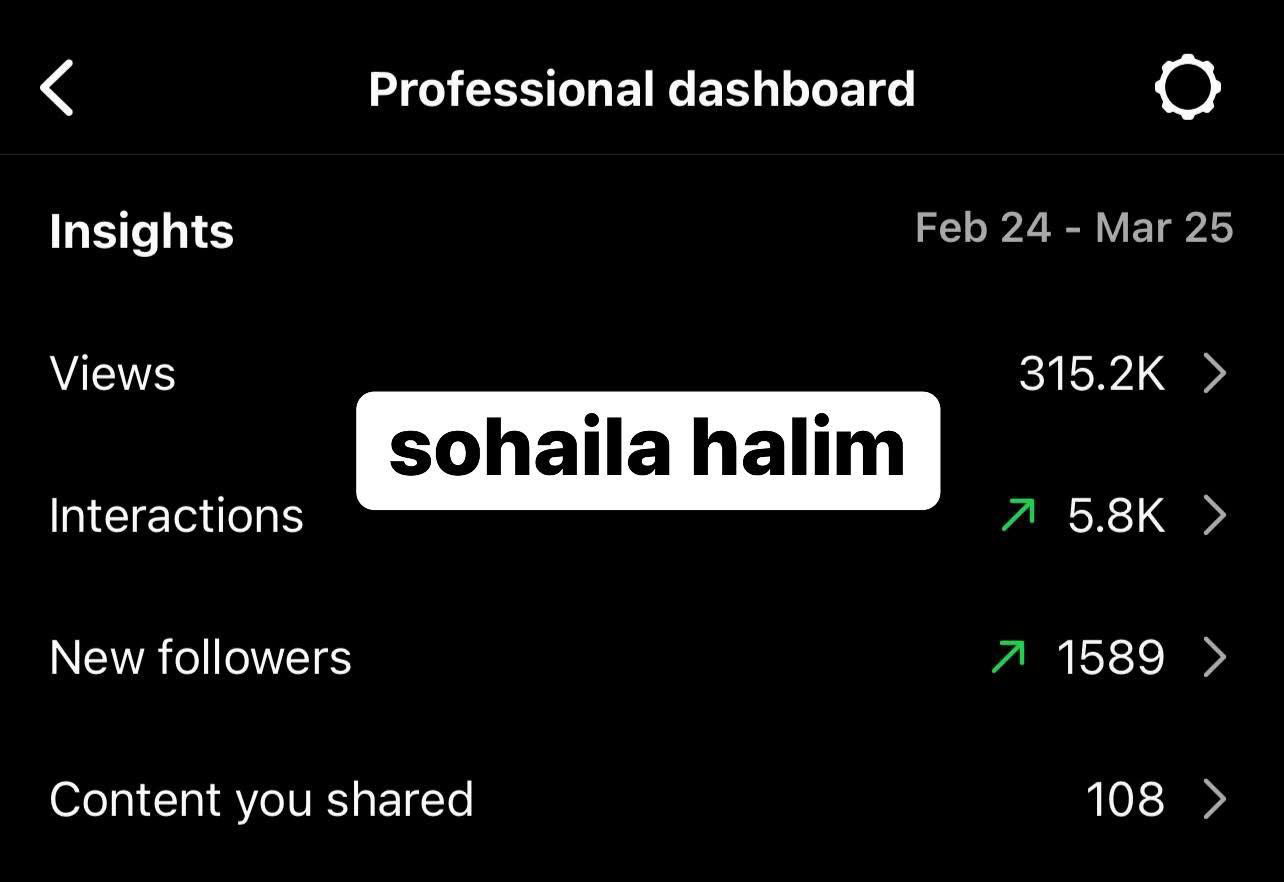 Professional dashboard
Insights Feb 24 - Mar 25
Views 315.2K
sohaila halim
Interactions 5.8K
New followers 1589
Content you shared 108